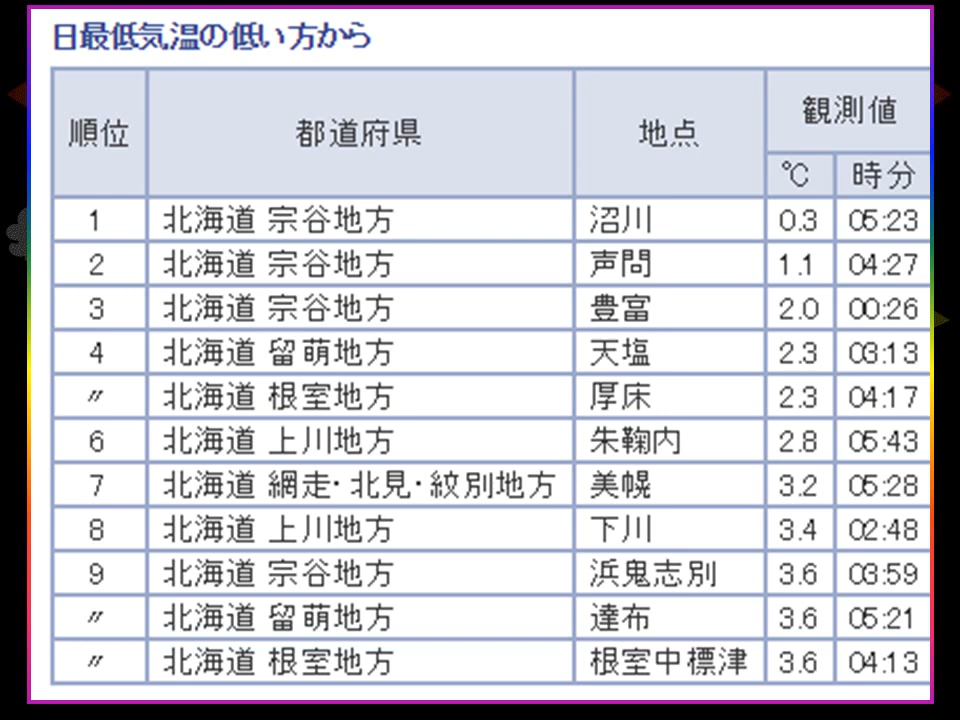 日最低気温の低い方から
順位 都道府県 地点 観測値
℃ 時分
1 北海道 宗谷地方 沼川 0.3 05:23
2 北海道 宗谷地方 声問 1.1 04:27
3 北海道 宗谷地方 豊富 2.0 00:26
4 北海道 留萌地方 天塩 2.3 03:13
〃 北海道 根室地方 厚床 2.3 04:17
6 北海道 上川地方 朱鞠内 2.8 05:43
7 北海道 網走・北見・紋別地方 美幌 3.2 05:28
8 北海道 上川地方 下川 3.4 02:48
9 北海道 宗谷地方 浜鬼志別 3.6 03:59
〃 北海道 留萌地方 達布 3.6 05:21
〃 北海道 根室地方 根室中標津 3.6 04:13